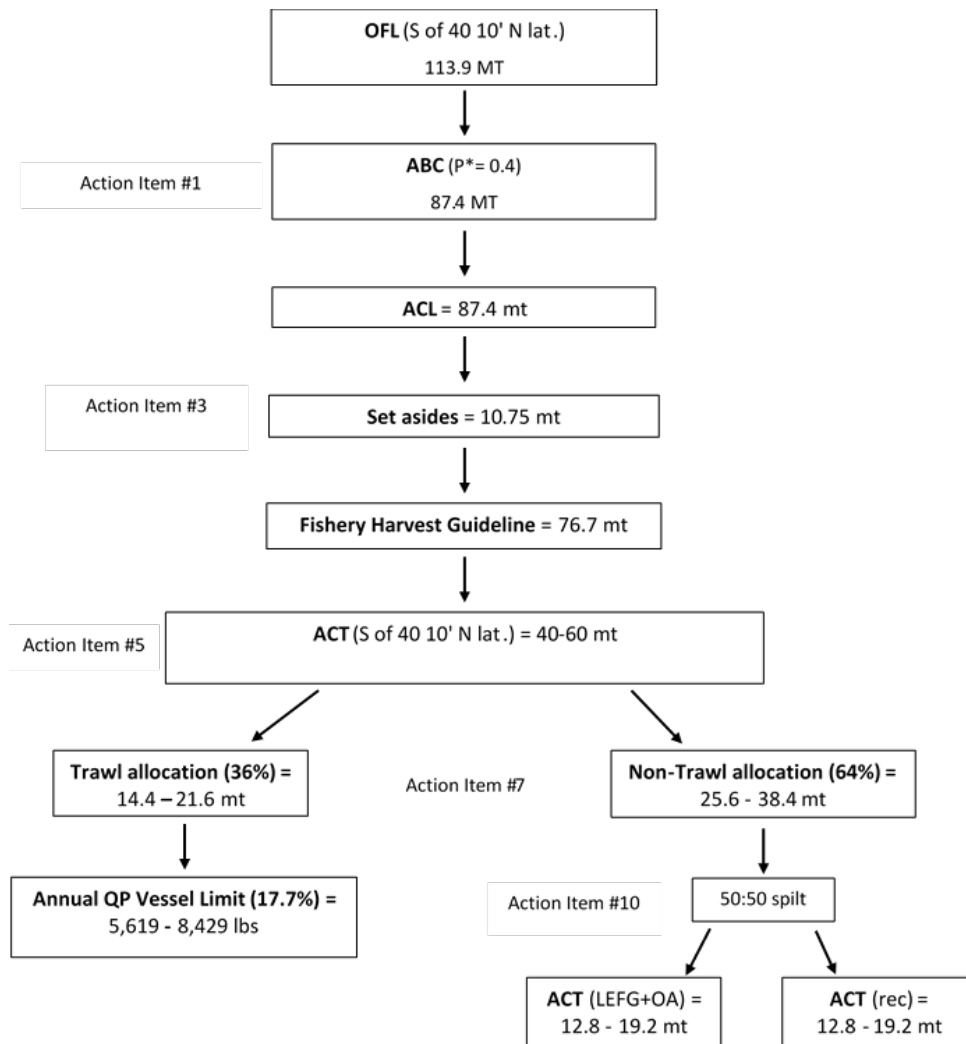 OFL (S of 40 10' N lat.)
113.9 MT
Action Item #1
ABC (P*= 0.4)
87.4 MT
ACL = 87.4 mt
Action Item #3
Set asides = 10.75 mt
Fishery Harvest Guideline = 76.7 mt
Action Item #5
ACT (S of 40 10' N lat.) = 40-60 mt
Trawl allocation (36%) =
14.4 – 21.6 mt
Action Item #7
Non-Trawl allocation (64%) =
25.6 - 38.4 mt
Annual QP Vessel Limit (17.7%) =
5,619 - 8,429 lbs
Action Item #10
50:50 spilt
ACT (LEFG+OA) =
12.8 - 19.2 mt
ACT (rec) =
12.8 - 19.2 mt